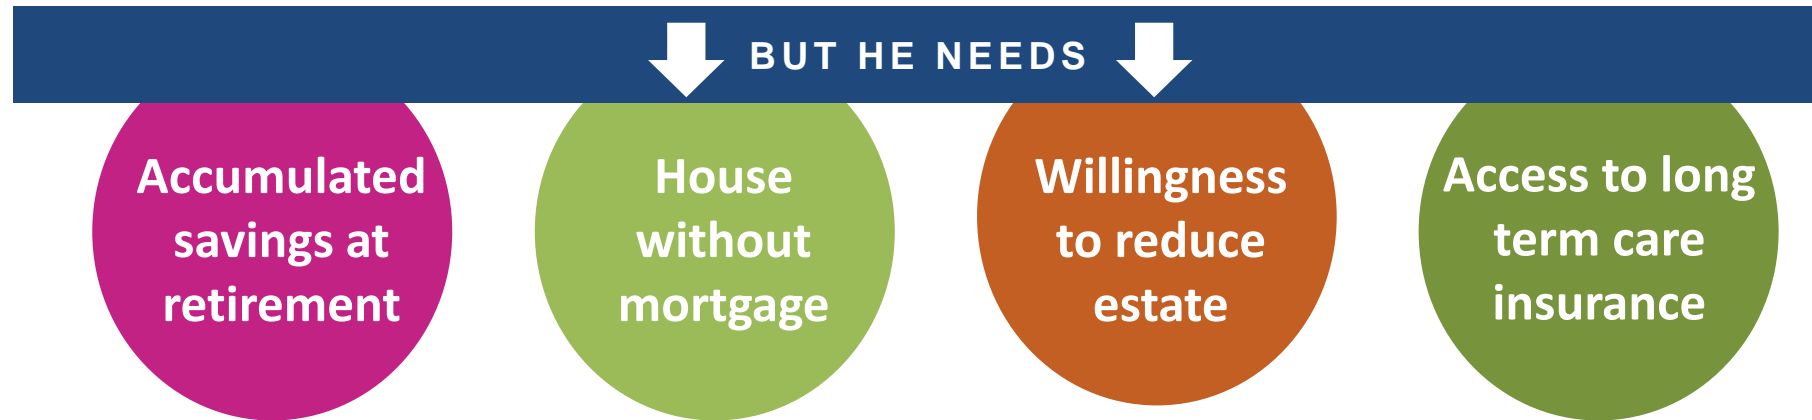 BUT HE NEEDS
Accumulated
savings at
retirement
House
without
mortgage
Willingness
to reduce
estate
Access to long
term care
insurance